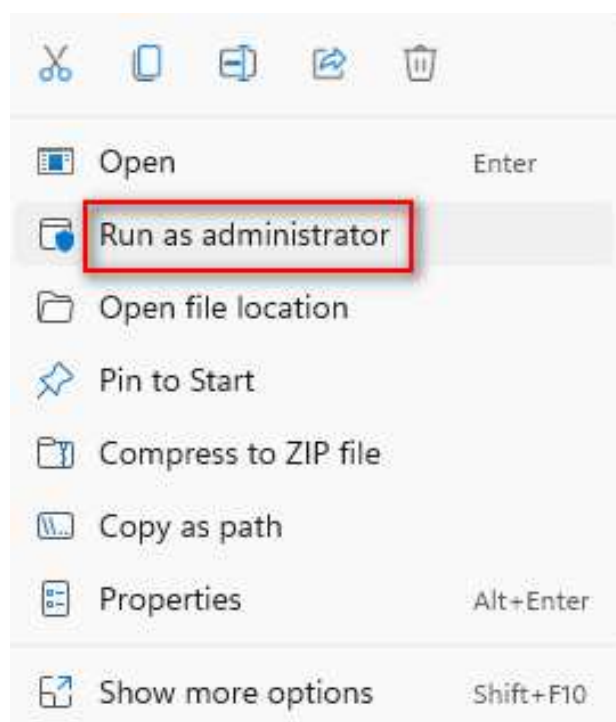 Open Enter
Run as administrator
Open file location
Pin to Start
Compress to ZIP file
Copy as path
Properties Alt+Enter
Show more options Shift+F10